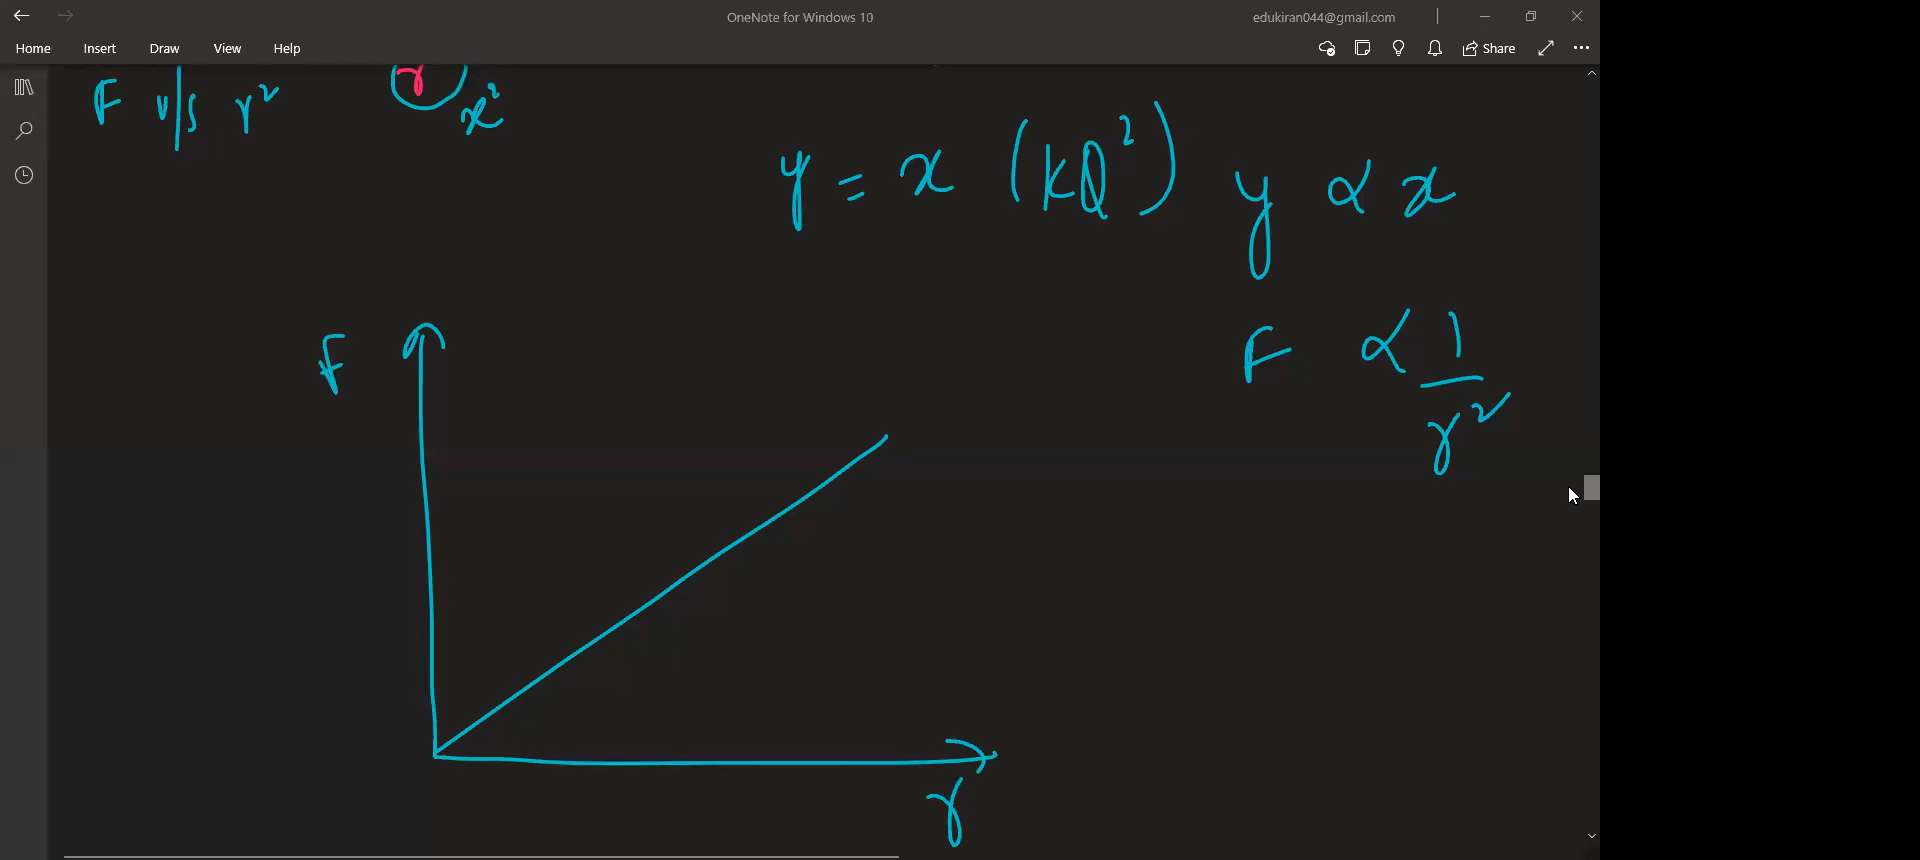 OneNote for Windows 10
edukiran044@gmail.com
Home Insert Draw View Help
Share
F v/s r²
r
x²
y = x (kQ²)
y ∝ x
F ∝ 1/r²
F
r